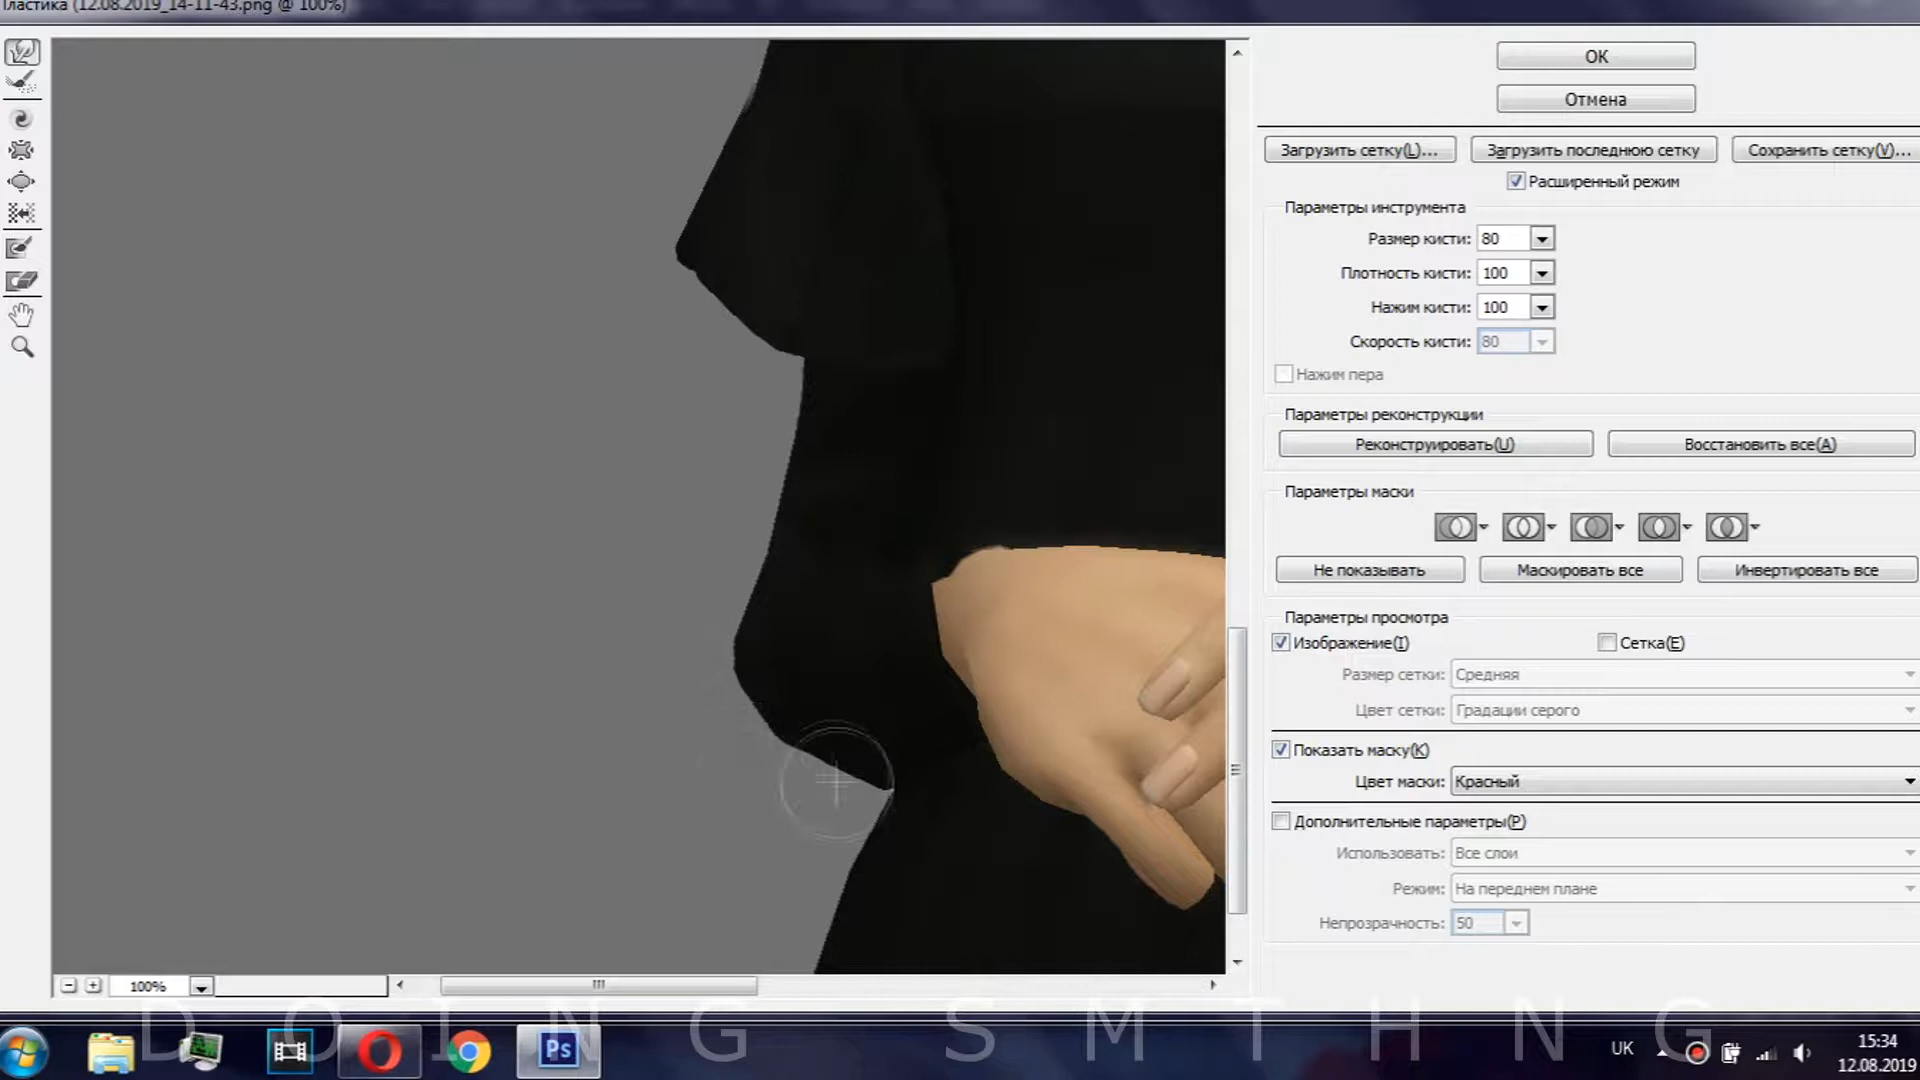 Пластика (12.08.2019_14-11-43.png @ 100%)
OK
Отмена
Загрузить сетку(L)... Загрузить последнюю сетку Сохранить сетку(V)...
Расширенный режим
Параметры инструмента
Размер кисти: 80
Плотность кисти: 100
Нажим кисти: 100
Скорость кисти: 80
Нажим пера
Параметры реконструкции
Реконструировать(U) Восстановить все(A)
Параметры маски
Не показывать Маскировать все Инвертировать все
Параметры просмотра
Изображение(I) Сетка(E)
Размер сетки: Средняя
Цвет сетки: Градации серого
Показать маску(K)
Цвет маски: Красный
Дополнительные параметры(P)
Использовать: Все слои
Режим: На переднем плане
Непрозрачность: 50
100%
DOING SMTHNG
Ps
UK
15:34
12.08.2019